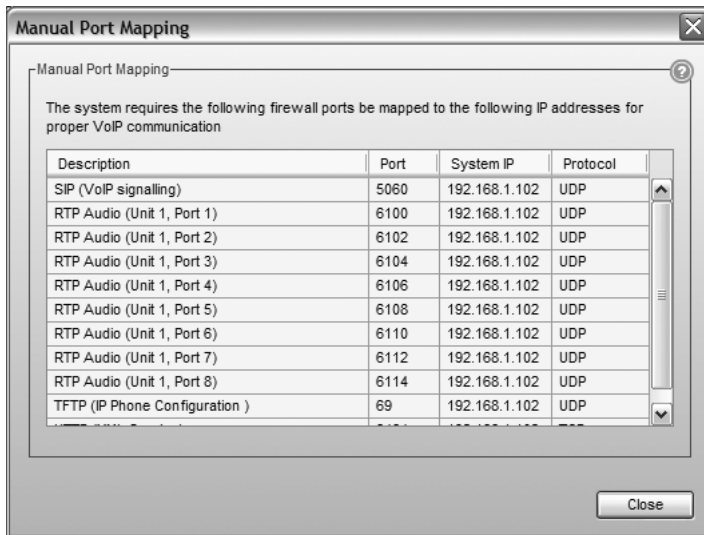 Manual Port Mapping
Manual Port Mapping
The system requires the following firewall ports be mapped to the following IP addresses for
proper VoIP communication
Description Port System IP Protocol
SIP (VoIP signalling) 5060 192.168.1.102 UDP
RTP Audio (Unit 1, Port 1) 6100 192.168.1.102 UDP
RTP Audio (Unit 1, Port 2) 6102 192.168.1.102 UDP
RTP Audio (Unit 1, Port 3) 6104 192.168.1.102 UDP
RTP Audio (Unit 1, Port 4) 6106 192.168.1.102 UDP
RTP Audio (Unit 1, Port 5) 6108 192.168.1.102 UDP
RTP Audio (Unit 1, Port 6) 6110 192.168.1.102 UDP
RTP Audio (Unit 1, Port 7) 6112 192.168.1.102 UDP
RTP Audio (Unit 1, Port 8) 6114 192.168.1.102 UDP
TFTP (IP Phone Configuration ) 69 192.168.1.102 UDP
Close